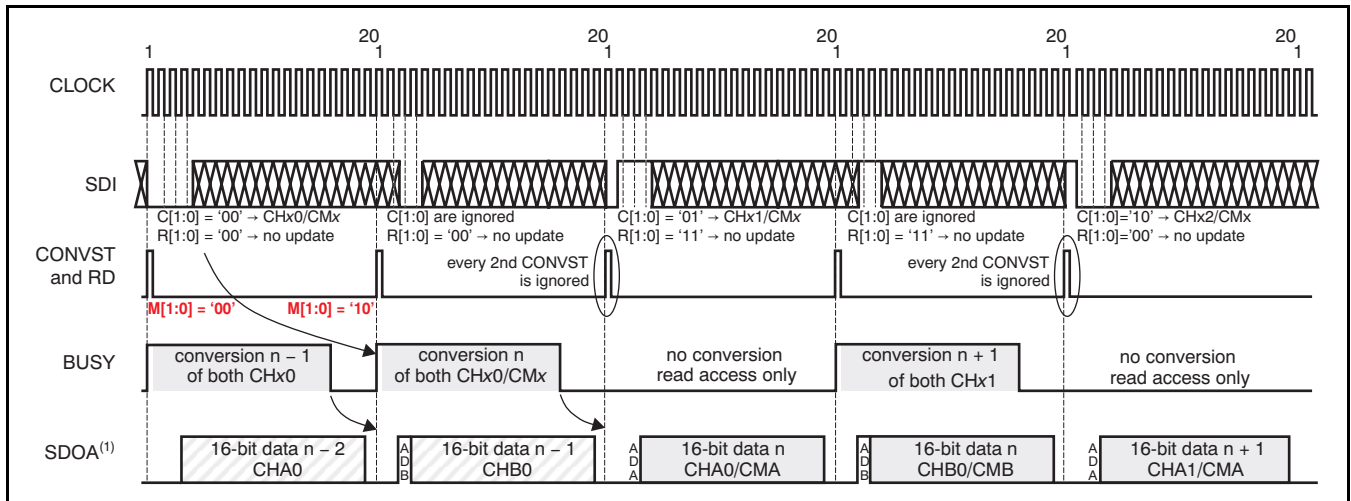 20 20 20 20 20
1 1 1 1 1 1
CLOCK
SDI
C[1:0] = ‘00’ → CHx0/CMx
R[1:0] = ‘00’ → no update
C[1:0] are ignored
R[1:0] = ‘00’ → no update
C[1:0] = ‘01’ → CHx1/CMx
R[1:0] = ‘11’ → no update
C[1:0] are ignored
R[1:0] = ‘11’ → no update
C[1:0]=’10’ → CHx2/CMx
R[1:0]=’00’ → no update
CONVST
and RD
every 2nd CONVST
is ignored
every 2nd CONVST
is ignored
M[1:0] = ‘00’
M[1:0] = ‘10’
BUSY
conversion n − 1
of both CHx0
conversion n
of both CHx0/CMx
no conversion
read access only
conversion n + 1
of both CHx1
no conversion
read access only
SDOA(1)
16-bit data n − 2
CHA0
ADB
16-bit data n − 1
CHB0
ADA
16-bit data n
CHA0/CMA
ADB
16-bit data n
CHB0/CMB
ADA
16-bit data n + 1
CHA1/CMA